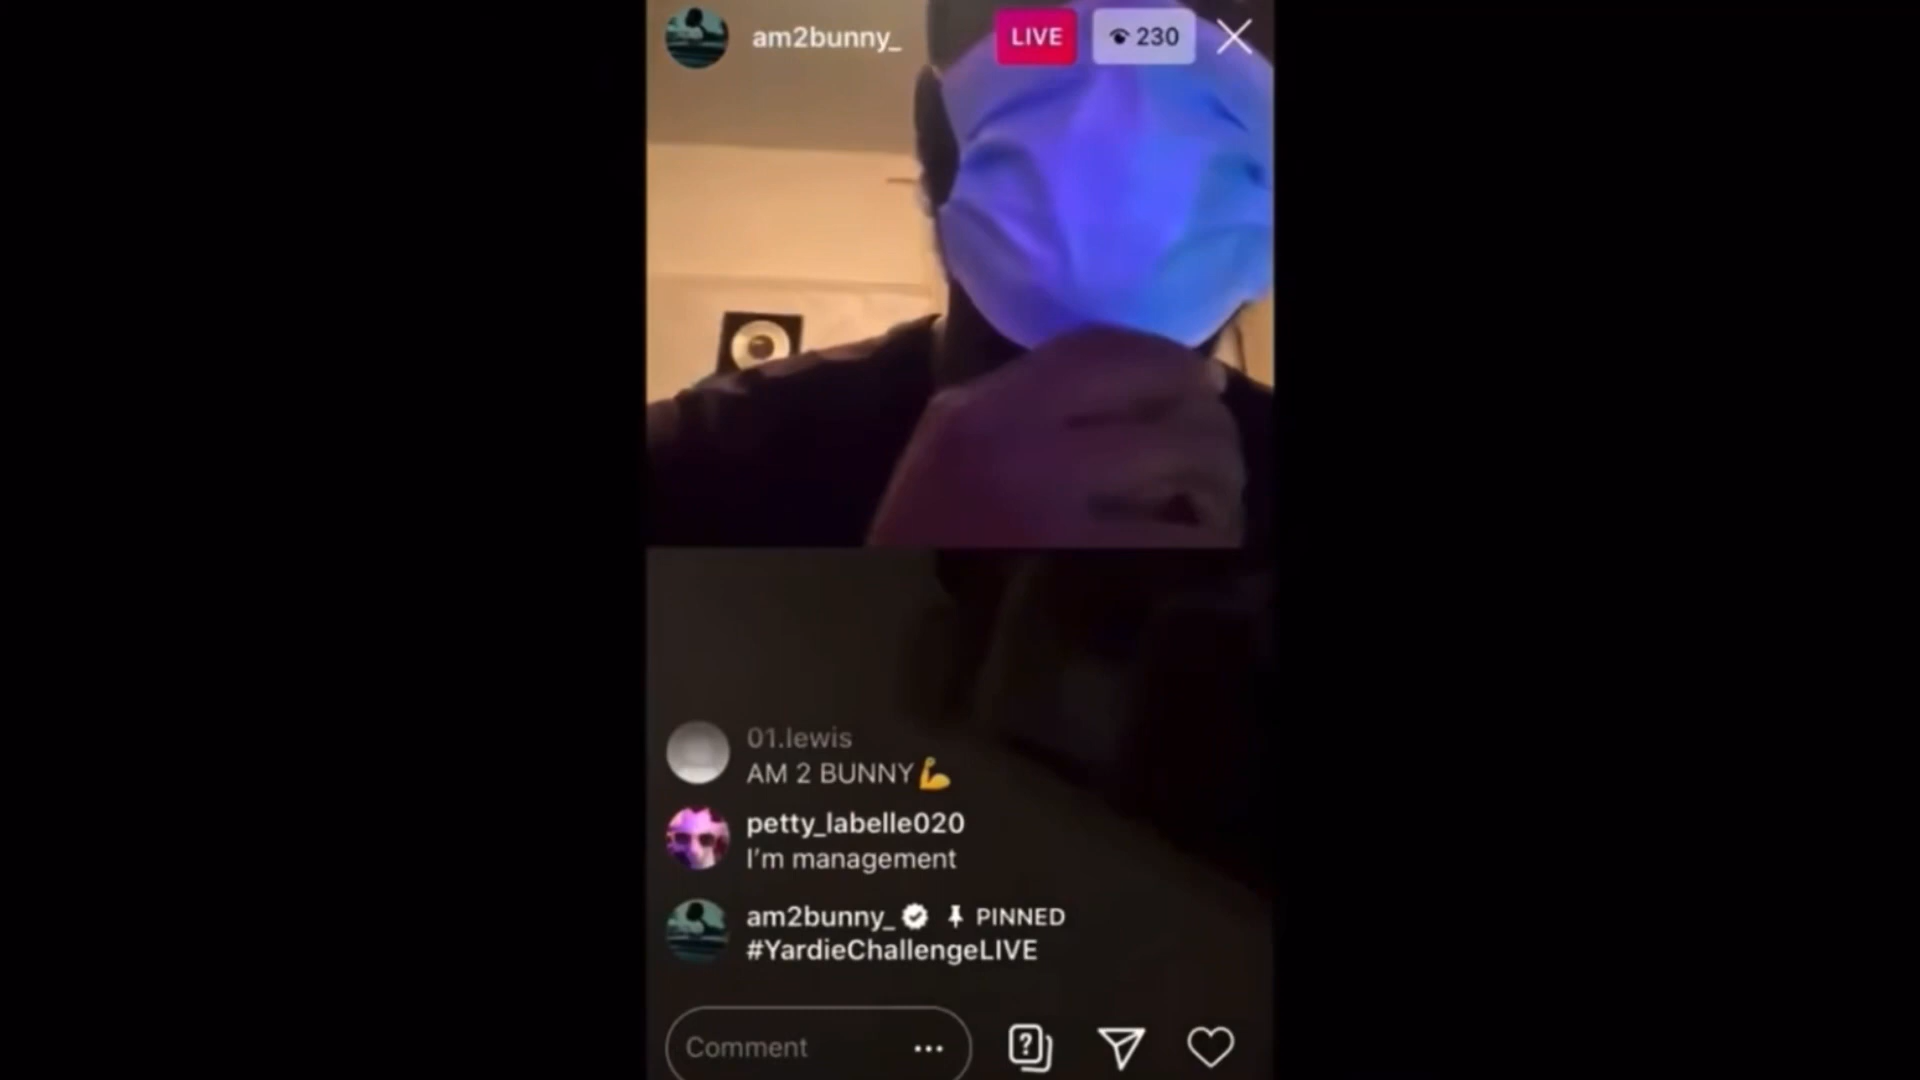 am2bunny_
LIVE
230
01.lewis
AM 2 BUNNY💪
petty_labelle020
I'm management
am2bunny_ PINNED
#YardieChallengeLIVE
Comment